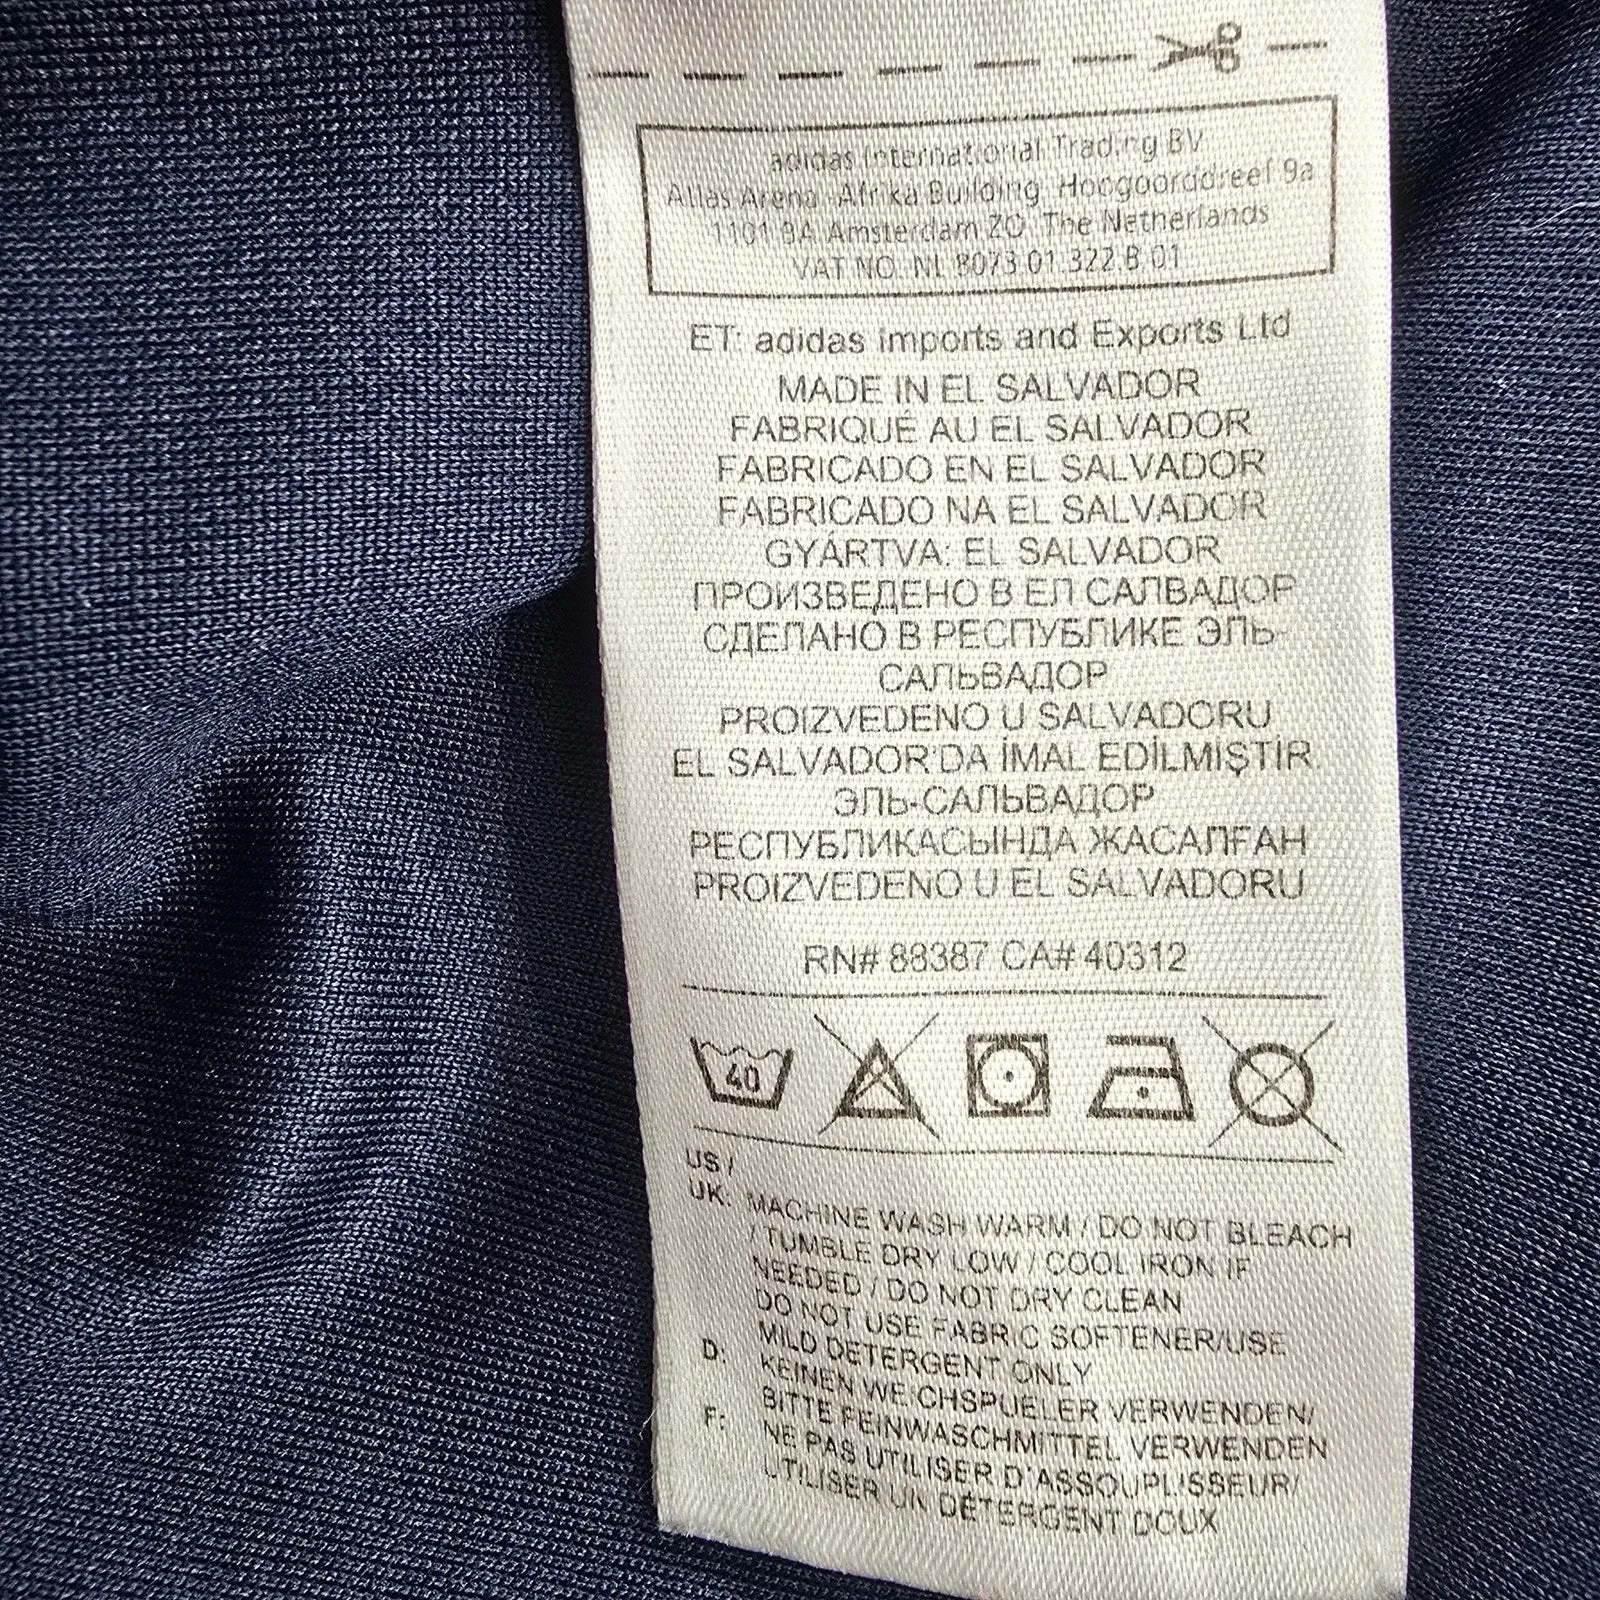 adidas International Trading BV
Atlas Arena -Afrika Building Hoogoorddreef 9a
1101 BA Amsterdam ZO The Netherlands
VAT NO. NL 8073.01.322.B.01
ET: adidas Imports and Exports Ltd
MADE IN EL SALVADOR
FABRIQUÉ AU EL SALVADOR
FABRICADO EN EL SALVADOR
FABRICADO NA EL SALVADOR
GYÁRTVA: EL SALVADOR
ПРОИЗВЕДЕНО В ЕЛ САЛВАДОР
СДЕЛАНО В РЕСПУБЛИКЕ ЭЛЬ-
САЛЬВАДОР
PROIZVEDENO U SALVADORU
EL SALVADOR'DA İMAL EDİLMİŞTİR.
ЭЛЬ-САЛЬВАДОР
РЕСПУБЛИКАСЫНДА ЖАСАЛҒАН
PROIZVEDENO U EL SALVADORU
RN# 88387 CA# 40312
40
US /
UK: MACHINE WASH WARM / DO NOT BLEACH
/ TUMBLE DRY LOW / COOL IRON IF
NEEDED / DO NOT DRY CLEAN
DO NOT USE FABRIC SOFTENER/USE
MILD DETERGENT ONLY
D: KEINEN WEICHSPUELER VERWENDEN/
BITTE FEINWASCHMITTEL VERWENDEN
F: NE PAS UTILISER D'ASSOUPLISSEUR/
UTILISER UN DÉTERGENT DOUX